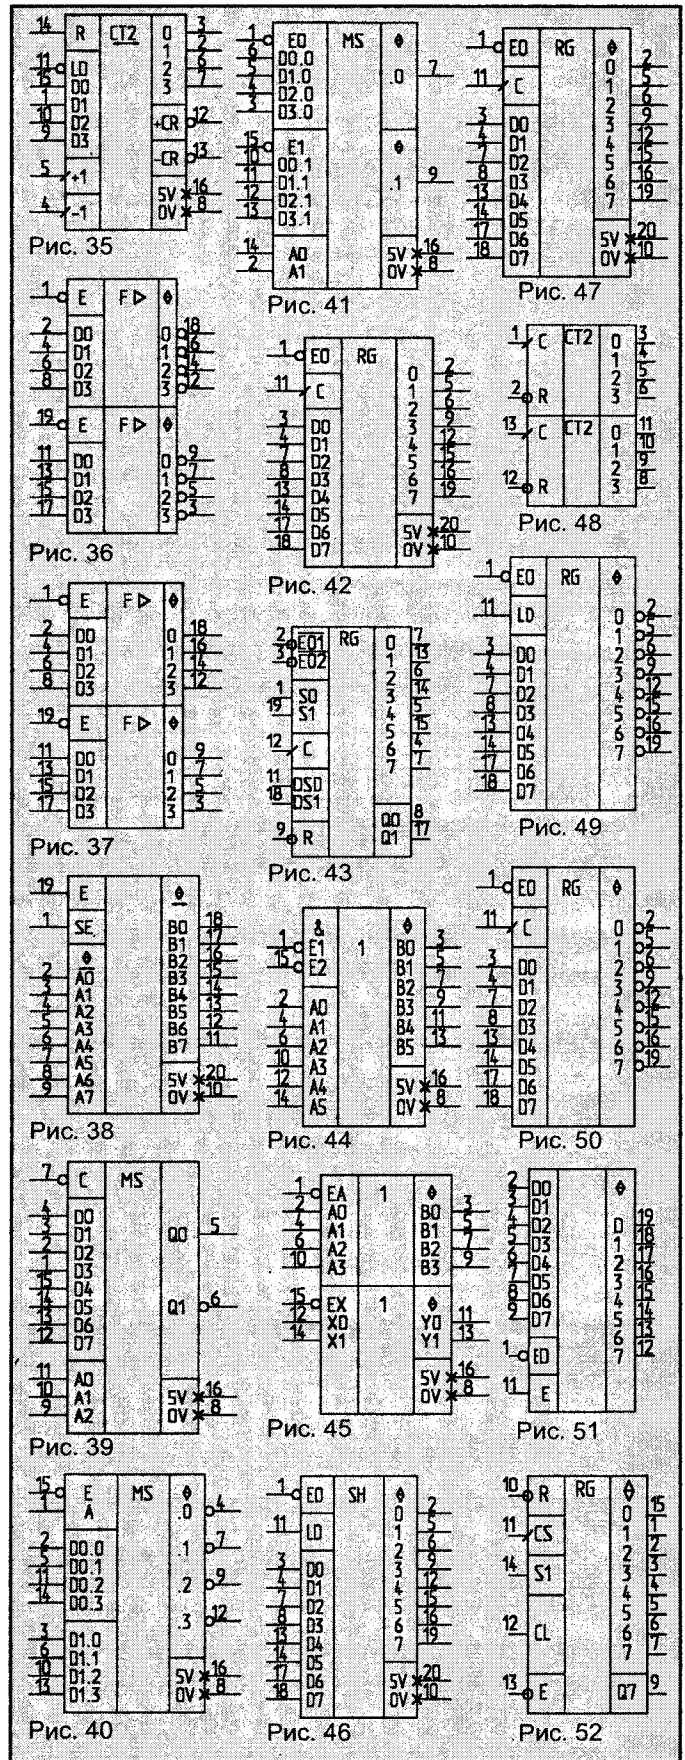 14 R CT2 0 3
1 2
11 LD 2 6
15 D0 3 7
1 D1
10 D2 +CR 12
9 D3
-CR 13
5 +1
5V 16
4 -1 0V 8
Рис. 35
1 E F 
2 D0 0 18
4 D1 1 16
6 D2 2 14
8 D3 3 12
19 E F
11 D0 0 9
13 D1 1 7
15 D2 2 5
17 D3 3 3
Рис. 36
1 E F
2 D0 0 18
4 D1 1 16
6 D2 2 14
8 D3 3 12
19 E F
11 D0 0 9
13 D1 1 7
15 D2 2 5
17 D3 3 3
Рис. 37
19 E
1 SE B0 18
B1 17
B2 16
2 A0 B3 15
3 A1 B4 14
4 A2 B5 13
5 A3 B6 12
6 A4 B7 11
7 A5
8 A6 5V 20
9 A7 0V 10
Рис. 38
7 C MS
4 D0 Q0 5
3 D1
2 D2
1 D3
15 D4
14 D5 Q1 6
13 D6
12 D7
11 A0
10 A1 5V 16
9 A2 0V 8
Рис. 39
15 E MS
1 A .0 4
2 D0.0 .1 7
5 D0.1
11 D0.2 .2 9
14 D0.3
.3 12
3 D1.0
6 D1.1
10 D1.2 5V 16
13 D1.3 0V 8
Рис. 40
1 E0 MS
6 D0.0 .0 7
5 D1.0
4 D2.0
3 D3.0
15 E1
10 D0.1
11 D1.1 .1 9
12 D2.1
13 D3.1
14 A0 5V 16
2 A1 0V 8
Рис. 41
1 EO RG
0 2
11 C 1 5
2 6
3 D0 3 9
4 D1 4 12
7 D2 5 15
8 D3 6 16
13 D4 7 19
14 D5
17 D6 5V 20
18 D7 0V 10
Рис. 42
2 EO1 RG 0 7
3 EO2 1 13
2 6
1 S0 3 14
19 S1 4 5
5 15
12 C 6 4
7 7
11 DS0
18 DS1
Q0 8
9 R Q1 17
Рис. 43
&
1 E1 1 B0 3
15 E2 B1 5
B2 7
2 A0 B3 9
4 A1 B4 11
6 A2 B5 13
10 A3
12 A4 5V 16
14 A5 0V 8
Рис. 44
1 EA 1
2 A0 B0 3
4 A1 B1 5
6 A2 B2 7
10 A3 B3 9
15 EX 1
12 X0 Y0 11
14 X1 Y1 13
5V 16
0V 8
Рис. 45
1 EO SH
0 2
11 LD 1 5
2 6
3 D0 3 9
4 D1 4 12
7 D2 5 15
8 D3 6 16
13 D4 7 19
14 D5
17 D6 5V 20
18 D7 0V 10
Рис. 46
1 EO RG
0 2
11 C 1 5
2 6
3 D0 3 9
4 D1 4 12
7 D2 5 15
8 D3 6 16
13 D4 7 19
14 D5
17 D6 5V 20
18 D7 0V 10
Рис. 47
1 C CT2 0 3
1 4
2 5
2 R 3 6
13 C CT2 0 11
1 10
2 9
12 R 3 8
Рис. 48
1 EO RG
11 LD 0 2
1 5
3 D0 2 6
4 D1 3 9
7 D2 4 12
8 D3 5 15
13 D4 6 16
14 D5 7 19
17 D6
18 D7
Рис. 49
1 EO RG
11 C 0 2
1 5
3 D0 2 6
4 D1 3 9
7 D2 4 12
8 D3 5 15
13 D4 6 16
14 D5 7 19
17 D6
18 D7
Рис. 50
2 D0
3 D1
4 D2 0 19
5 D3 1 18
6 D4 2 17
7 D5 3 16
8 D6 4 15
9 D7 5 14
6 13
1 EO 7 12
11 E
Рис. 51
10 R RG
0 15
11 CS 1 1
2 2
14 S1 3 3
4 4
12 CL 5 5
6 6
7 7
13 E Q7 9
Рис. 52